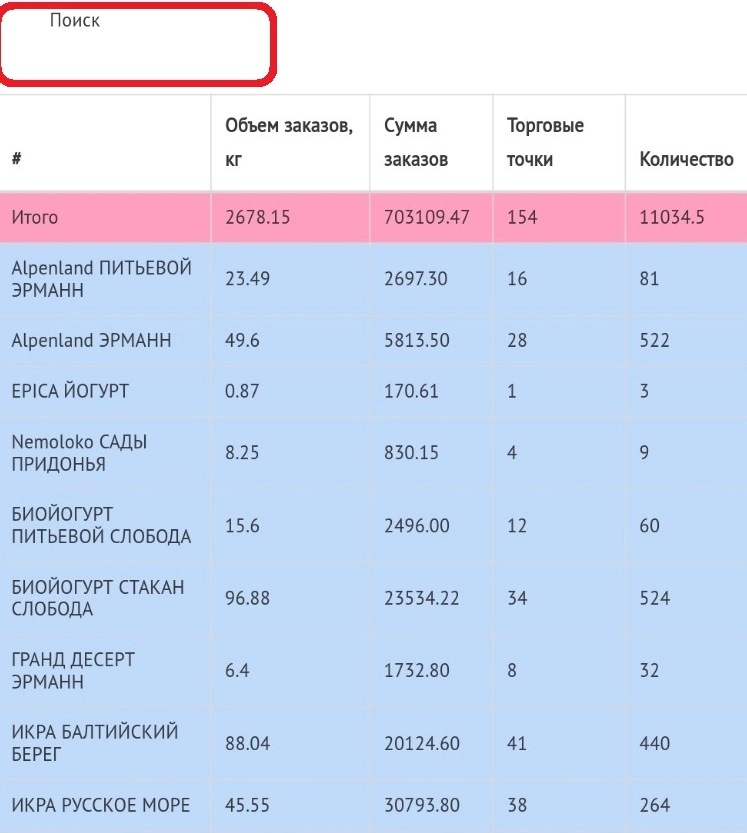 Поиск
# Объем заказов, кг Сумма заказов Торговые точки Количество
Итого 2678.15 703109.47 154 11034.5
Alpenland ПИТЬЕВОЙ ЭРМАНН 23.49 2697.30 16 81
Alpenland ЭРМАНН 49.6 5813.50 28 522
EPICA ЙОГУРТ 0.87 170.61 1 3
Nemoloko САДЫ ПРИДОНЬЯ 8.25 830.15 4 9
БИОЙОГУРТ ПИТЬЕВОЙ СЛОБОДА 15.6 2496.00 12 60
БИОЙОГУРТ СТАКАН СЛОБОДА 96.88 23534.22 34 524
ГРАНД ДЕСЕРТ ЭРМАНН 6.4 1732.80 8 32
ИКРА БАЛТИЙСКИЙ БЕРЕГ 88.04 20124.60 41 440
ИКРА РУССКОЕ МОРЕ 45.55 30793.80 38 264